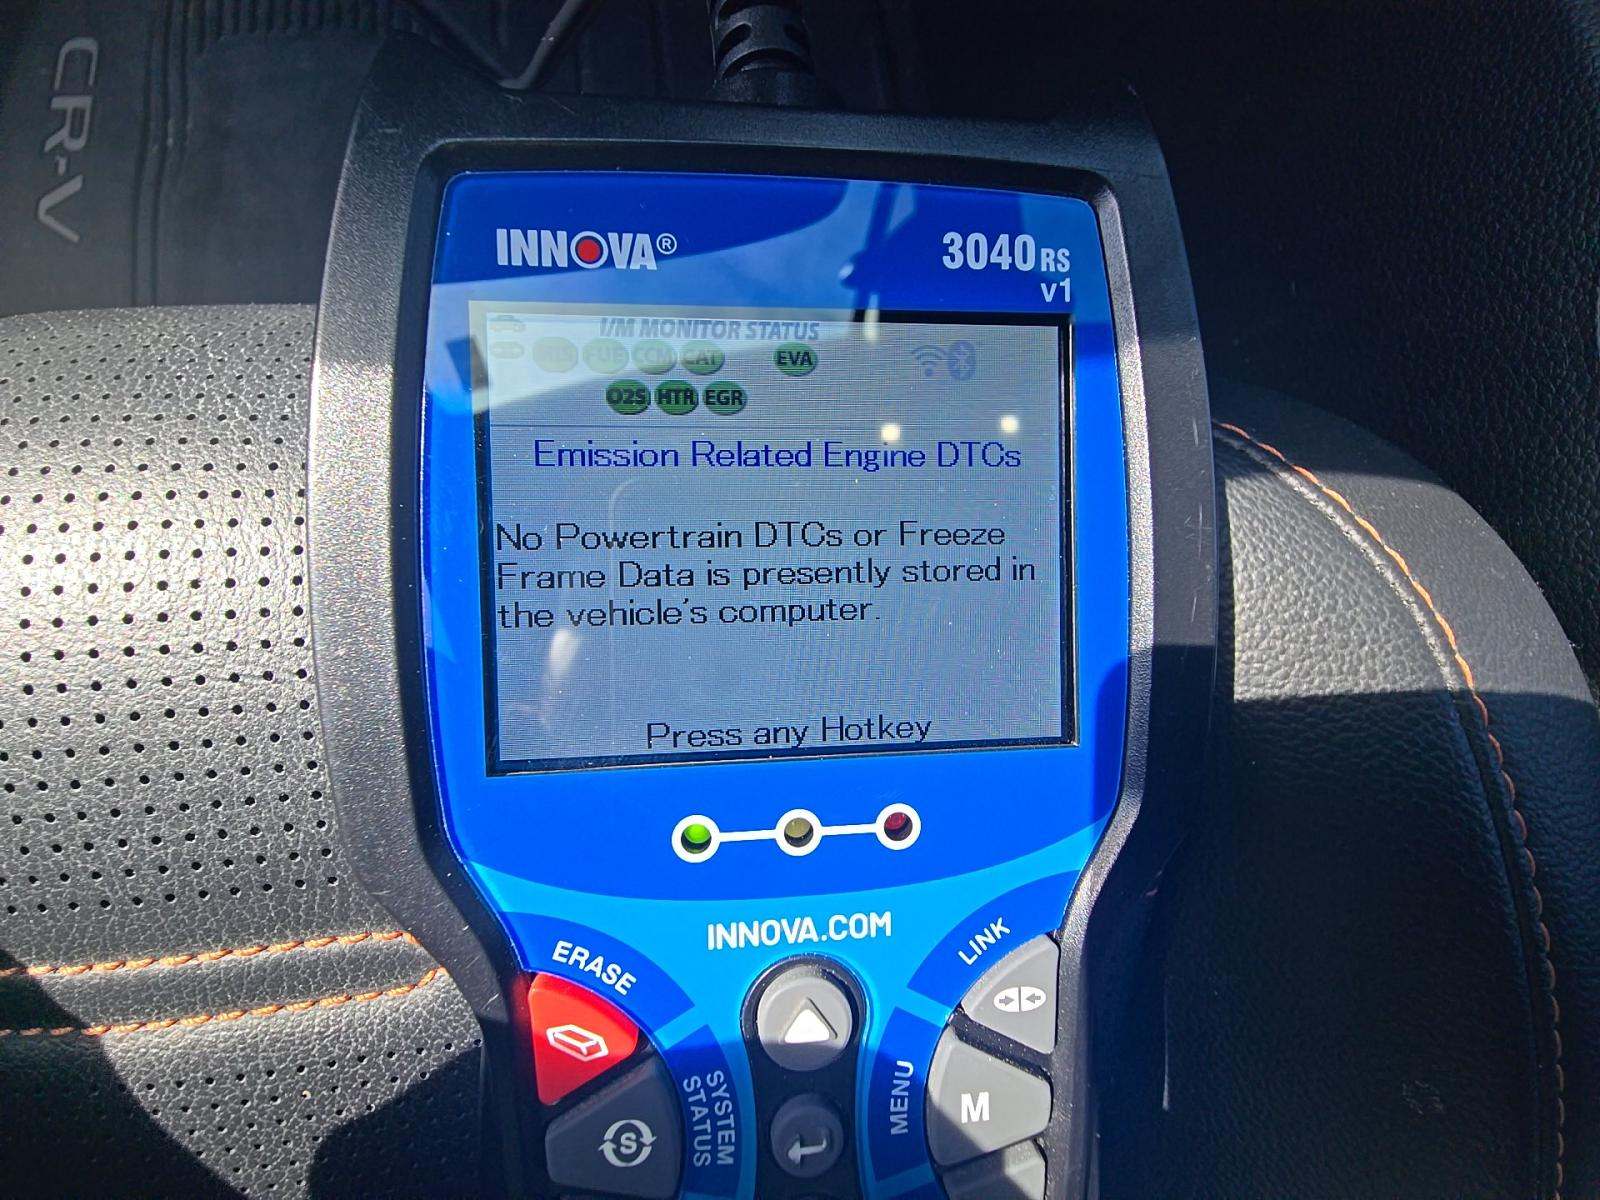 CR-V
INNOVA®
3040RS
v1
I/M MONITOR STATUS
MIS FUE CCM CAT EVA
O2S HTR EGR
Emission Related Engine DTCs
No Powertrain DTCs or Freeze
Frame Data is presently stored in
the vehicle's computer.
Press any Hotkey
INNOVA.COM
ERASE
LINK
SYSTEM
STATUS
S
MENU
M